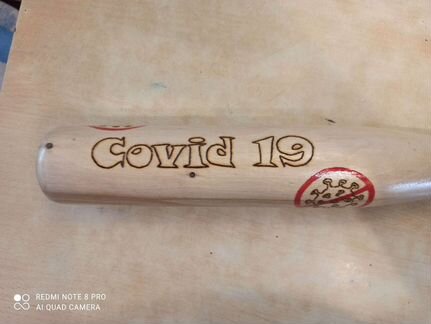 Covid 19
REDMI NOTE 8 PRO
AI QUAD CAMERA